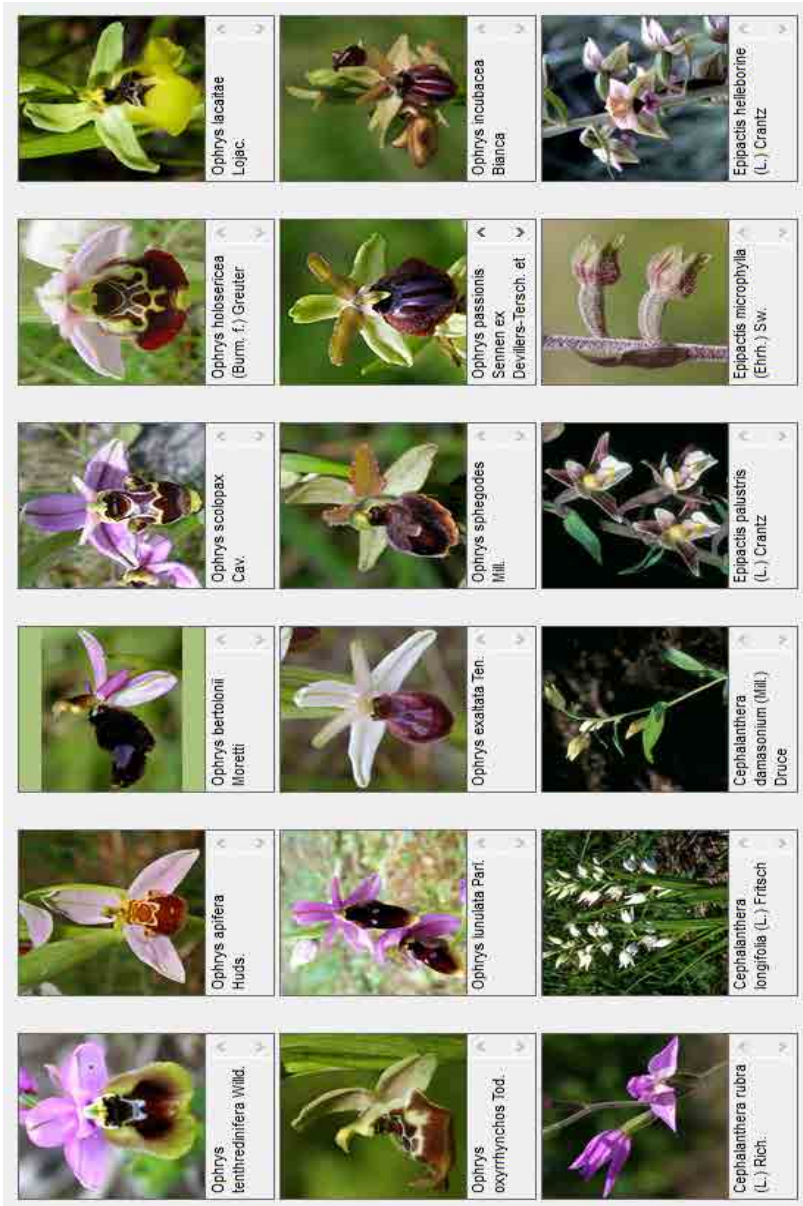 Ophrys
tenthredinifera Willd.
Ophrys apifera
Huds.
Ophrys bertolonii
Moretti
Ophrys scolopax
Cav.
Ophrys holosericea
(Burm. f.) Greuter
Ophrys lacaitae
Lojac.
Ophrys
oxyrrhynchos Tod.
Ophrys lunulata Parl.
Ophrys exaltata Ten.
Ophrys sphegodes
Mill.
Ophrys passionis
Sennen ex
Devillers-Tersch. et
Ophrys incubacea
Bianca
Cephalanthera rubra
(L.) Rich.
Cephalanthera
longifolia (L.) Fritsch
Cephalanthera
damasonium (Mill.)
Druce
Epipactis palustris
(L.) Crantz
Epipactis microphylla
(Ehrh.) Sw.
Epipactis helleborine
(L.) Crantz